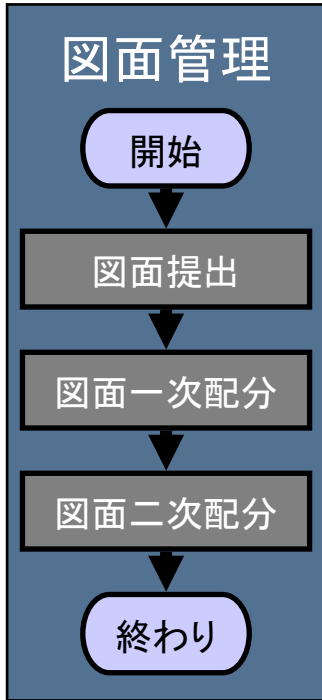 図面管理
開始
図面提出
図面一次配分
図面二次配分
終わり